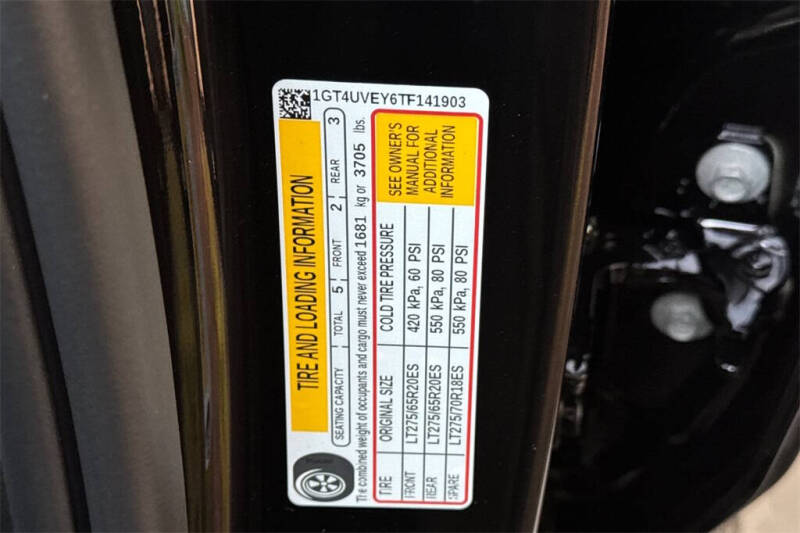 1GT4UVEY6TF141903
TIRE AND LOADING INFORMATION
SEATING CAPACITY TOTAL 5 FRONT 2 REAR 3
The combined weight of occupants and cargo must never exceed 1681 kg or 3705 lbs.
TIRE ORIGINAL SIZE COLD TIRE PRESSURE
FRONT LT275/65R20ES 420 kPa, 60 PSI
REAR LT275/65R20ES 550 kPa, 80 PSI
SPARE LT275/70R18ES 550 kPa, 80 PSI
SEE OWNER'S
MANUAL FOR
ADDITIONAL
INFORMATION